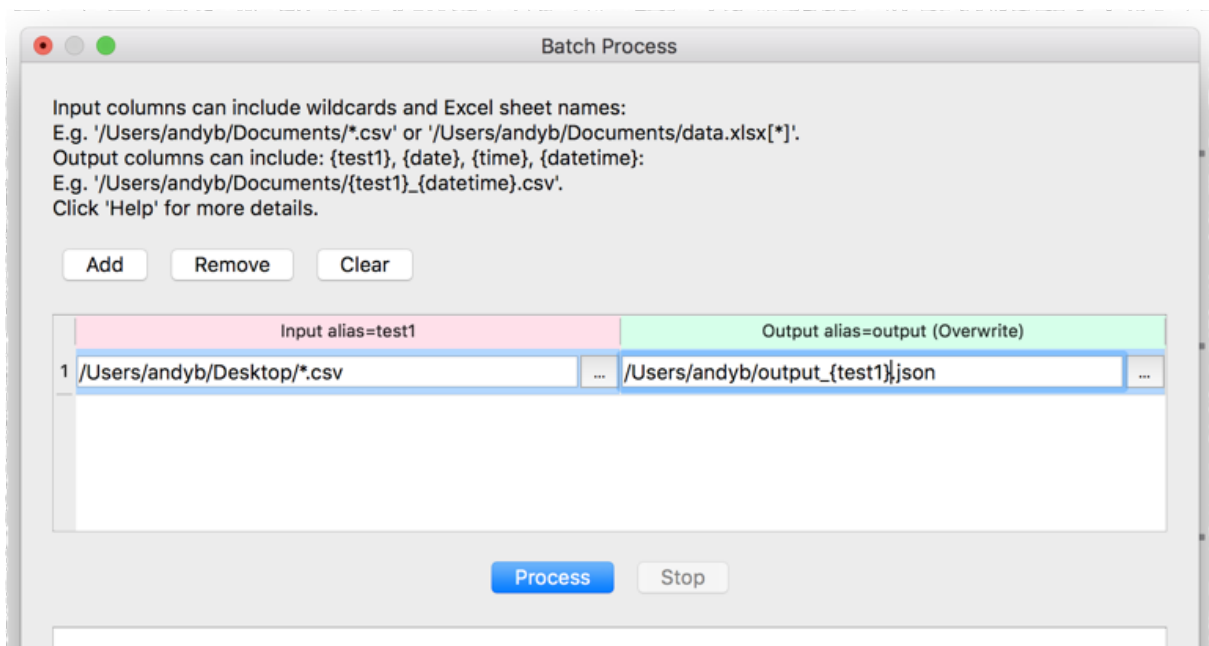 Batch Process
Input columns can include wildcards and Excel sheet names:
E.g. '/Users/andyb/Documents/*.csv' or '/Users/andyb/Documents/data.xlsx[*]'.
Output columns can include: {test1}, {date}, {time}, {datetime}:
E.g. '/Users/andyb/Documents/{test1}_{datetime}.csv'.
Click 'Help' for more details.
Add Remove Clear
Input alias=test1 Output alias=output (Overwrite)
1 /Users/andyb/Desktop/*.csv ... /Users/andyb/output_{test1}.json ...
Process Stop